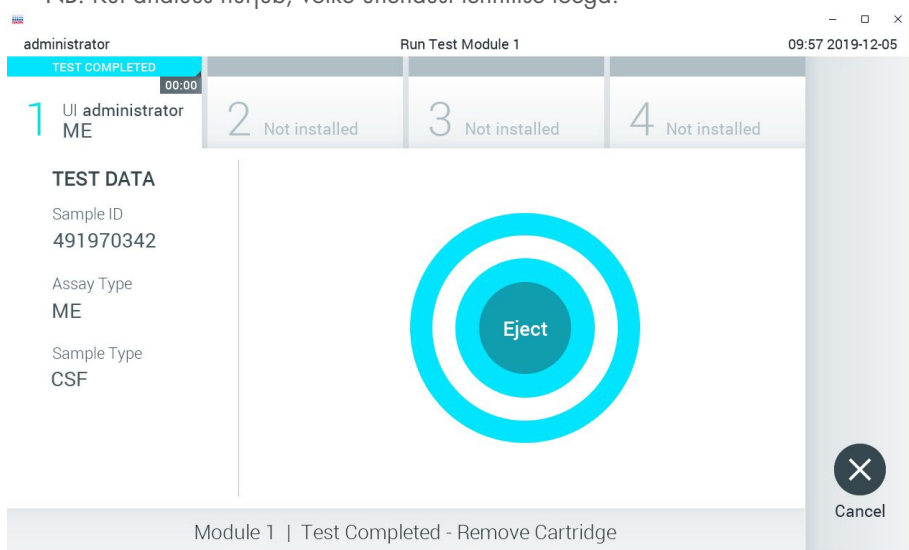 administrator Run Test Module 1 09:57 2019-12-05
TEST COMPLETED
00:00
1 UI administrator
ME
2 Not installed
3 Not installed
4 Not installed
TEST DATA
Sample ID
491970342
Assay Type
ME
Sample Type
CSF
Eject
Cancel
Module 1 | Test Completed - Remove Cartridge